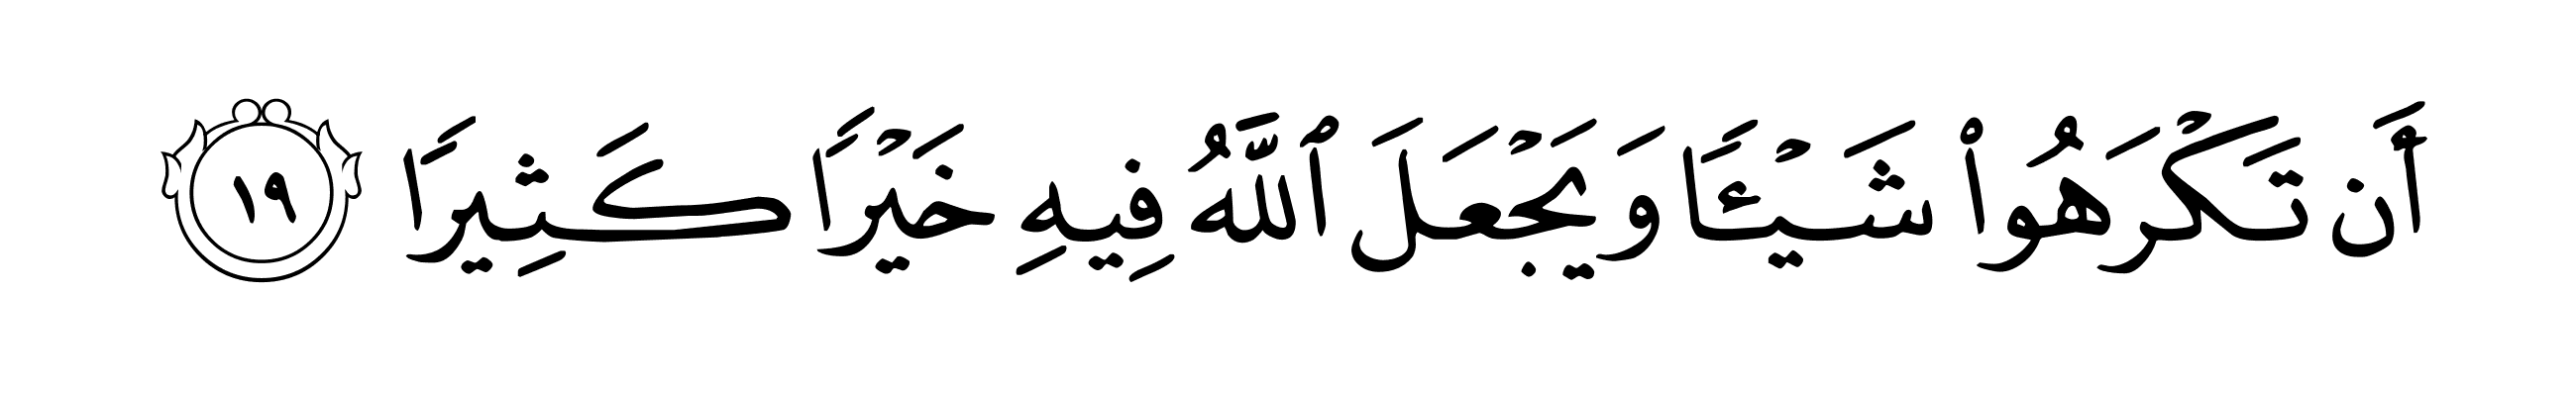 أَن تَكْرَهُوا۟ شَيْـًٔا وَيَجْعَلَ ٱللَّهُ فِيهِ خَيْرًا كَثِيرًا ١٩